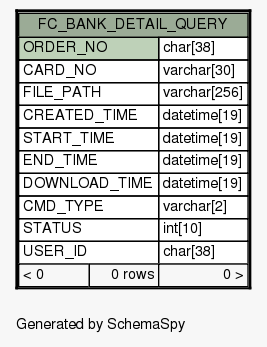 FC_BANK_DETAIL_QUERY
ORDER_NO char[38]
CARD_NO varchar[30]
FILE_PATH varchar[256]
CREATED_TIME datetime[19]
START_TIME datetime[19]
END_TIME datetime[19]
DOWNLOAD_TIME datetime[19]
CMD_TYPE varchar[2]
STATUS int[10]
USER_ID char[38]
< 0 0 rows 0 >
Generated by SchemaSpy